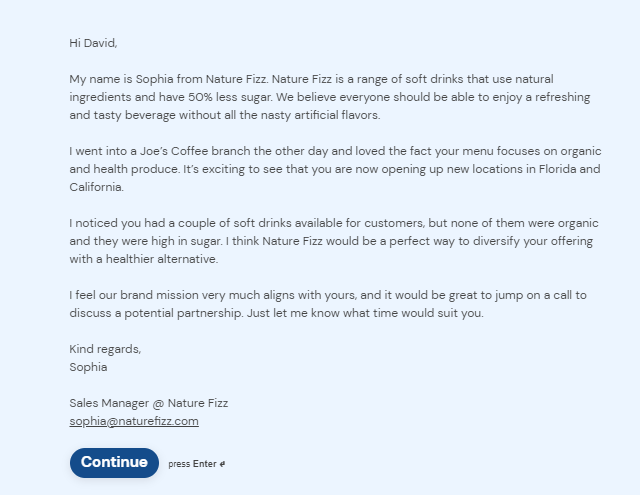 Hi David,
My name is Sophia from Nature Fizz. Nature Fizz is a range of soft drinks that use natural
ingredients and have 50% less sugar. We believe everyone should be able to enjoy a refreshing
and tasty beverage without all the nasty artificial flavors.
I went into a Joe's Coffee branch the other day and loved the fact your menu focuses on organic
and health produce. It's exciting to see that you are now opening up new locations in Florida and
California.
I noticed you had a couple of soft drinks available for customers, but none of them were organic
and they were high in sugar. I think Nature Fizz would be a perfect way to diversify your offering
with a healthier alternative.
I feel our brand mission very much aligns with yours, and it would be great to jump on a call to
discuss a potential partnership. Just let me know what time would suit you.
Kind regards,
Sophia
Sales Manager @ Nature Fizz
sophia@naturefizz.com
Continue press Enter ↵